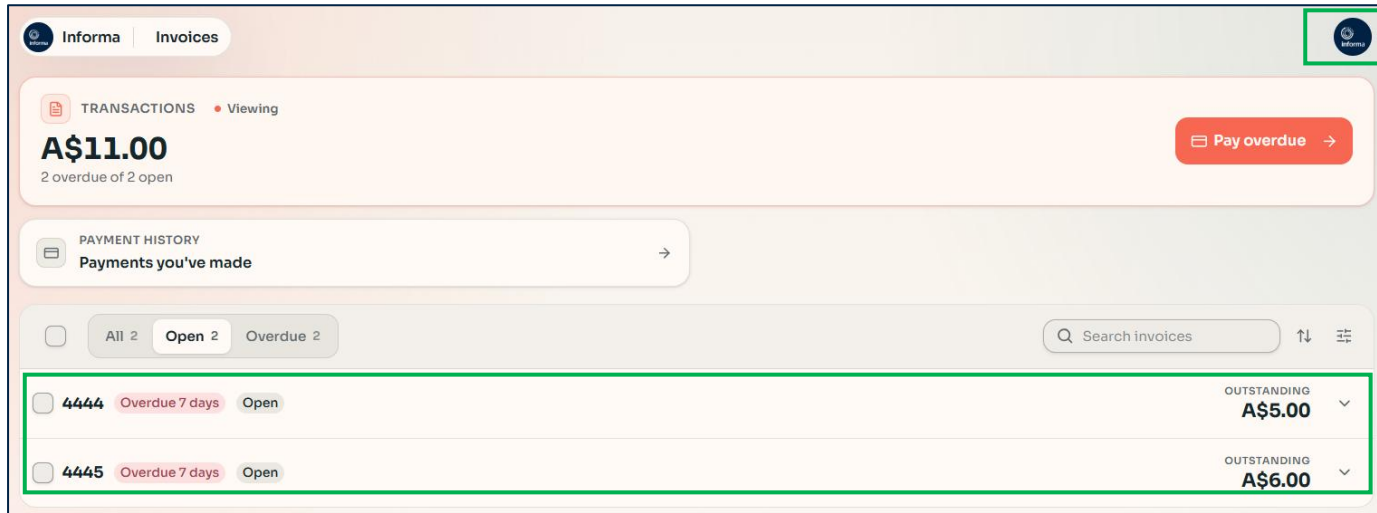 informa Informa Invoices informa
TRANSACTIONS • Viewing
A$11.00
Pay overdue →
2 overdue of 2 open
PAYMENT HISTORY
Payments you've made →
All 2 Open 2 Overdue 2 Search invoices
4444 Overdue 7 days Open OUTSTANDING
A$5.00
4445 Overdue 7 days Open OUTSTANDING
A$6.00